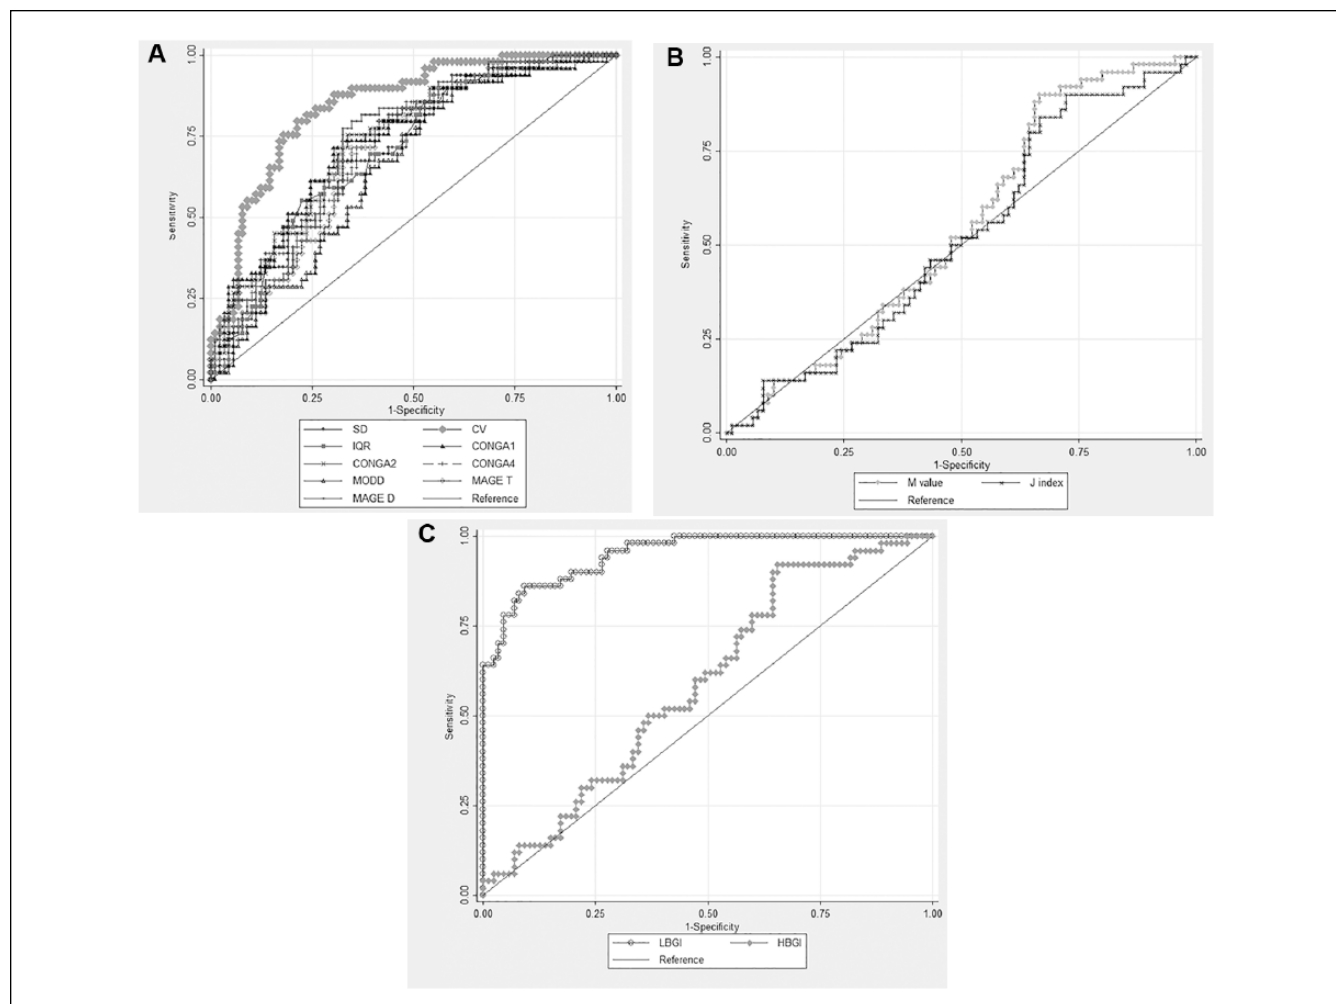 A
1.00
0.75
Sensitivity
0.50
0.25
0.00
0.00 0.25 0.50 0.75 1.00
1-Specificity
SD CV
IQR CONGA1
CONGA2 CONGA4
MODD MAGE T
MAGE D Reference
B
1.00
0.75
Sensitivity
0.50
0.25
0.00
0.00 0.25 0.50 0.75 1.00
1-Specificity
M value J index
Reference
C
1.00
0.75
Sensitivity
0.50
0.25
0.00
0.00 0.25 0.50 0.75 1.00
1-Specificity
LBGI HBGI
Reference